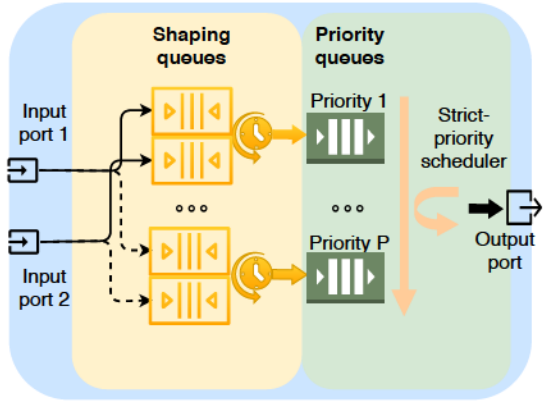 Shaping
queues
Priority
queues
Input
port 1
Priority 1
Strict-
priority
scheduler
Output
port
Priority P
Input
port 2